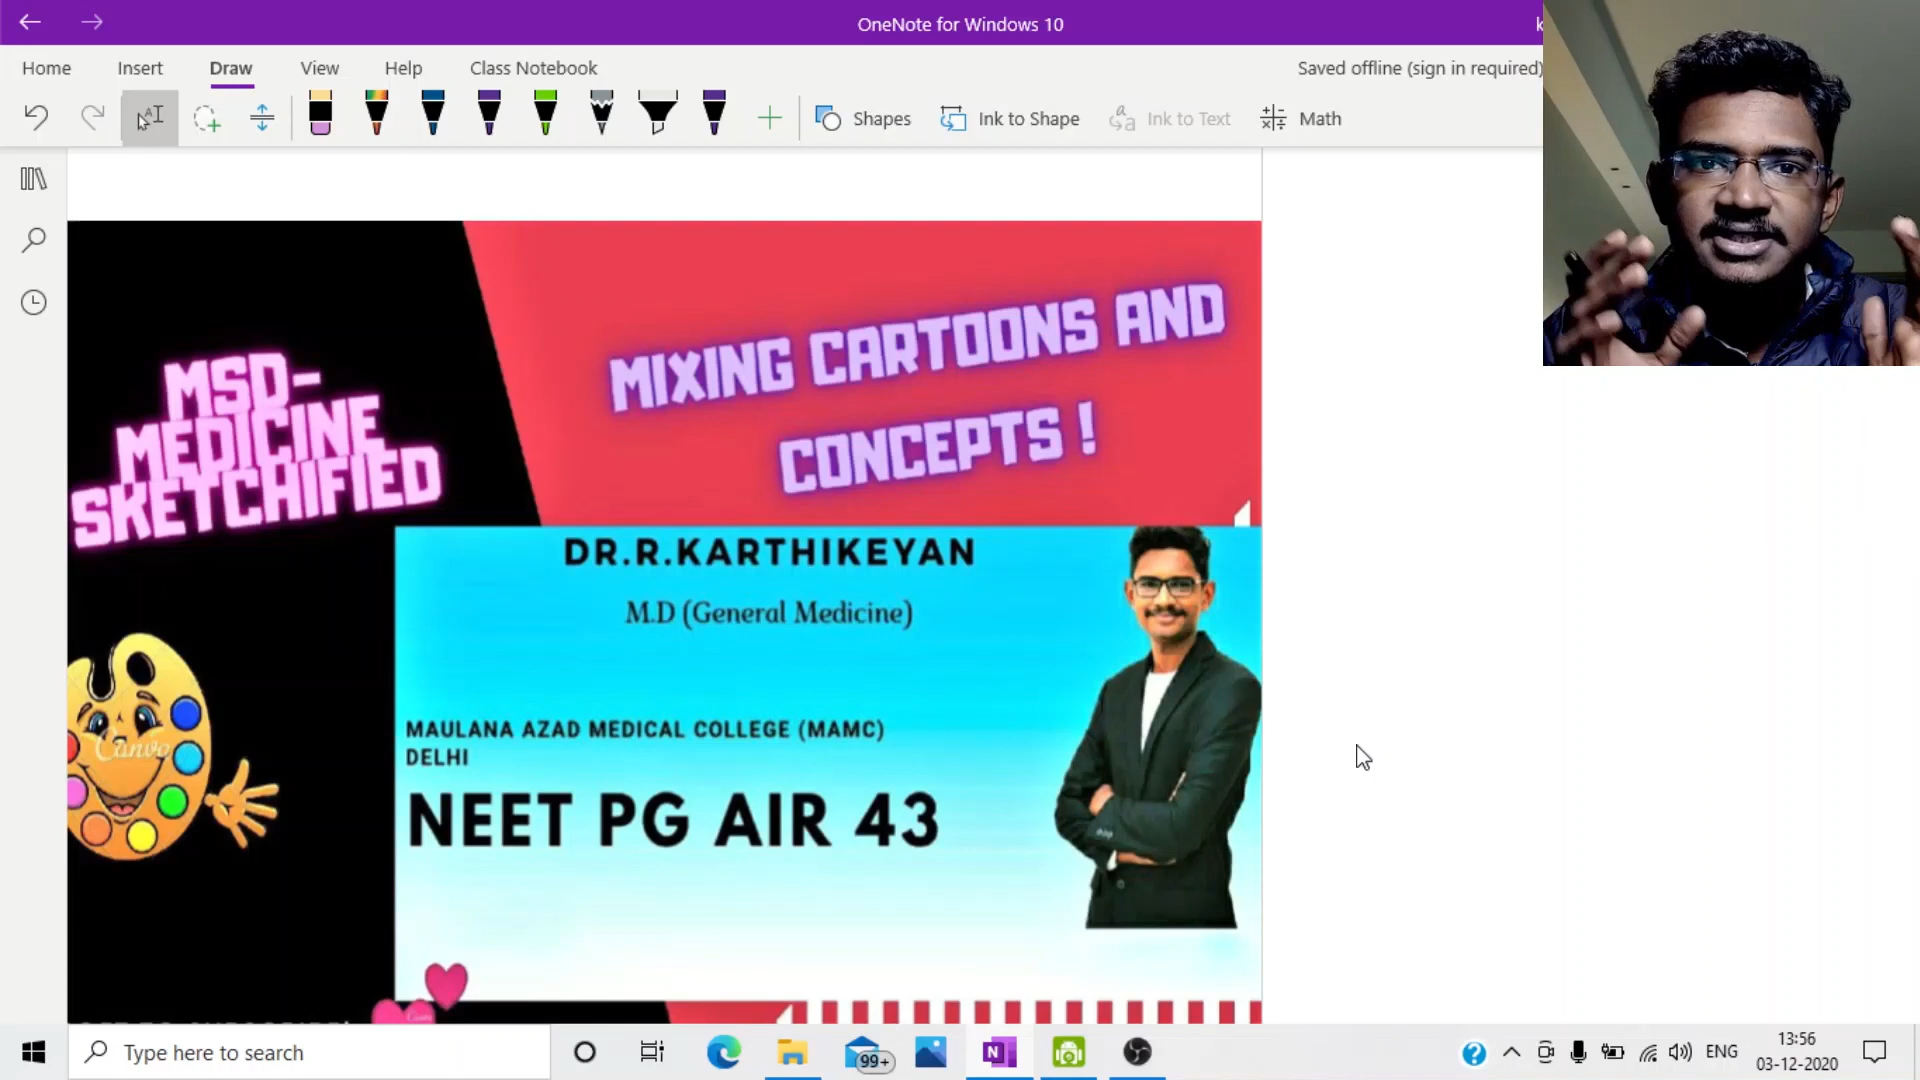 OneNote for Windows 10
Home Insert Draw View Help Class Notebook Saved offline (sign in required)
Shapes Ink to Shape Ink to Text Math
MSD-
MEDICINE
SKETCHIFIED
MIXING CARTOONS AND
CONCEPTS !
DR.R.KARTHIKEYAN
M.D (General Medicine)
MAULANA AZAD MEDICAL COLLEGE (MAMC)
DELHI
NEET PG AIR 43
Canva
Type here to search
99+
N
ENG
13:56
03-12-2020